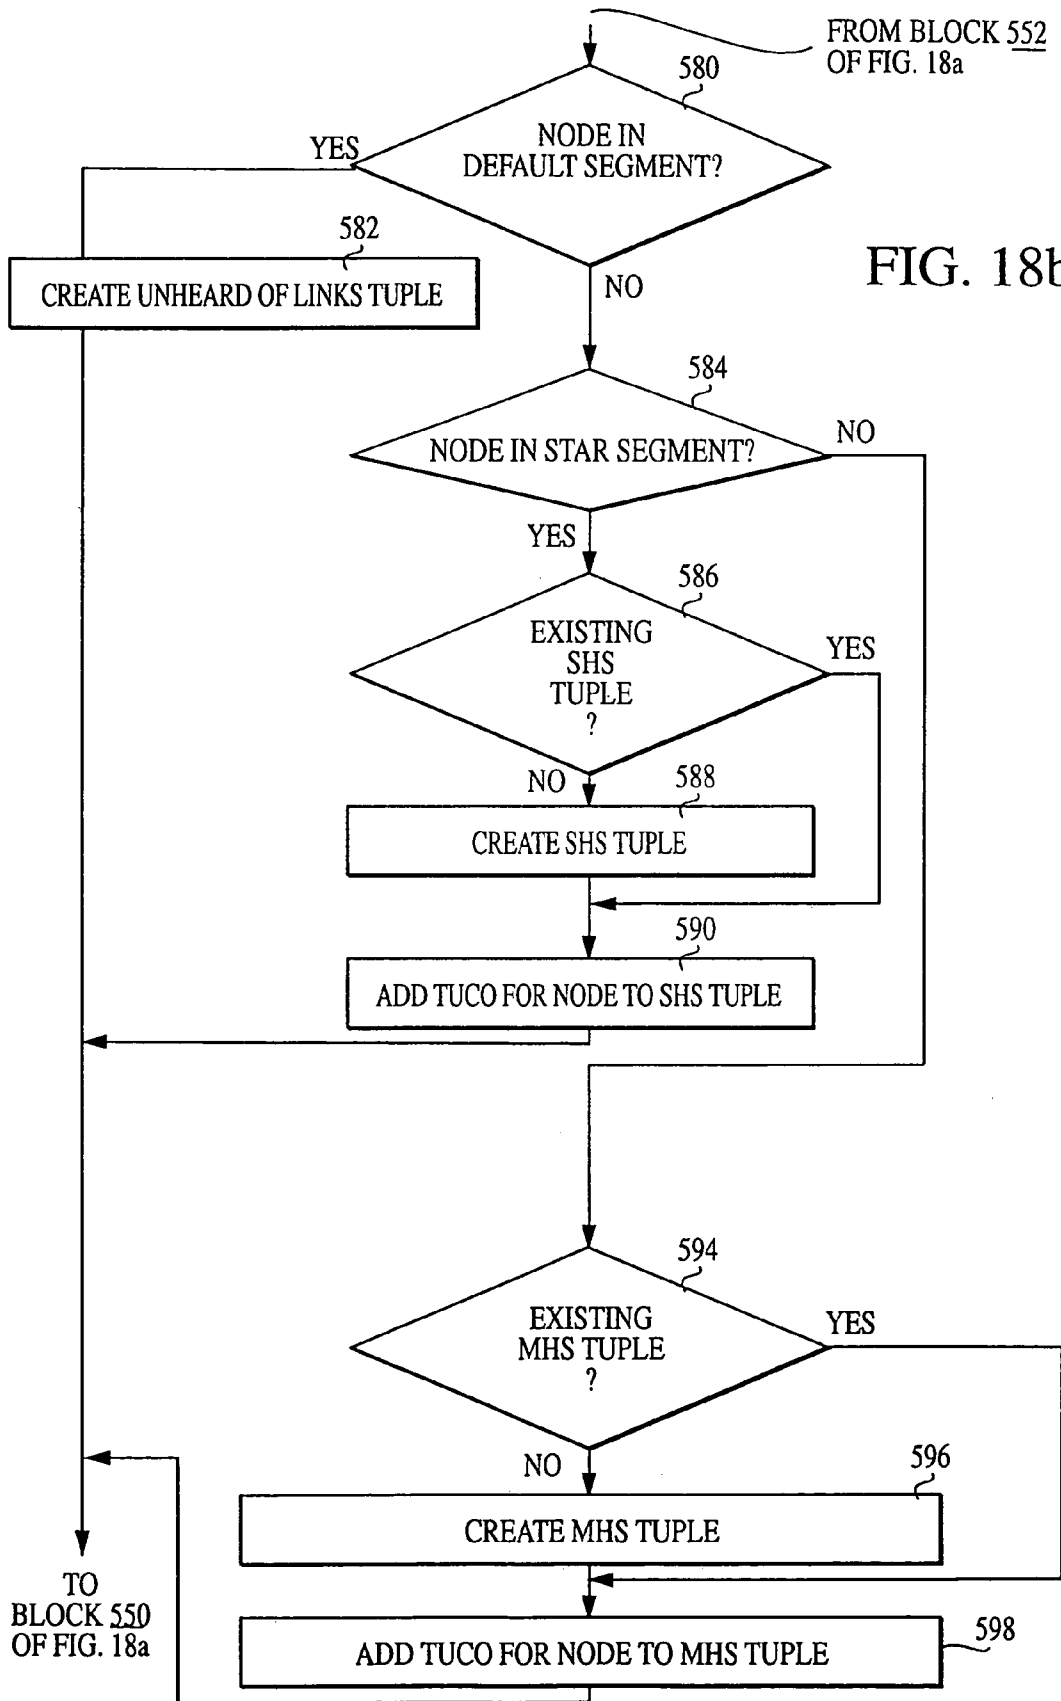 FROM BLOCK 552
OF FIG. 18a
580
NODE IN
DEFAULT SEGMENT?
YES
582
CREATE UNHEARD OF LINKS TUPLE
NO
FIG. 18b
584
NODE IN STAR SEGMENT?
NO
YES
586
EXISTING
SHS
TUPLE
?
YES
NO
588
CREATE SHS TUPLE
590
ADD TUCO FOR NODE TO SHS TUPLE
594
EXISTING
MHS TUPLE
?
YES
NO
596
CREATE MHS TUPLE
TO
BLOCK 550
OF FIG. 18a
ADD TUCO FOR NODE TO MHS TUPLE
598